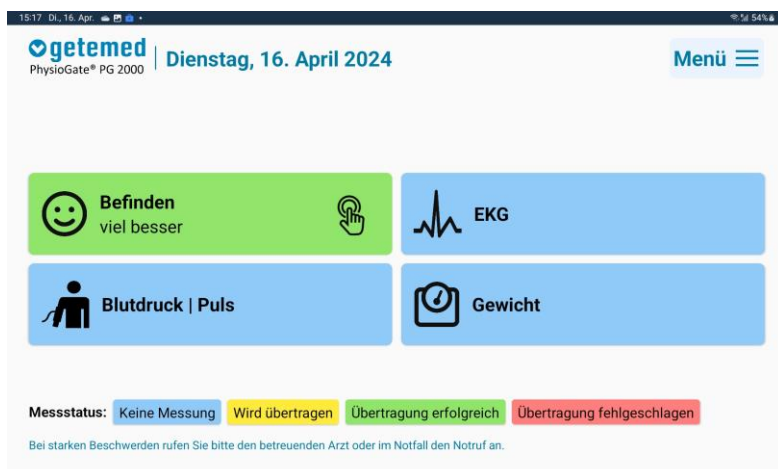 15:17 Di., 16. Apr.
54%
getemed
PhysioGate® PG 2000
Dienstag, 16. April 2024
Menü
Befinden
viel besser
EKG
Blutdruck | Puls
Gewicht
Messstatus: Keine Messung Wird übertragen Übertragung erfolgreich Übertragung fehlgeschlagen
Bei starken Beschwerden rufen Sie bitte den betreuenden Arzt oder im Notfall den Notruf an.